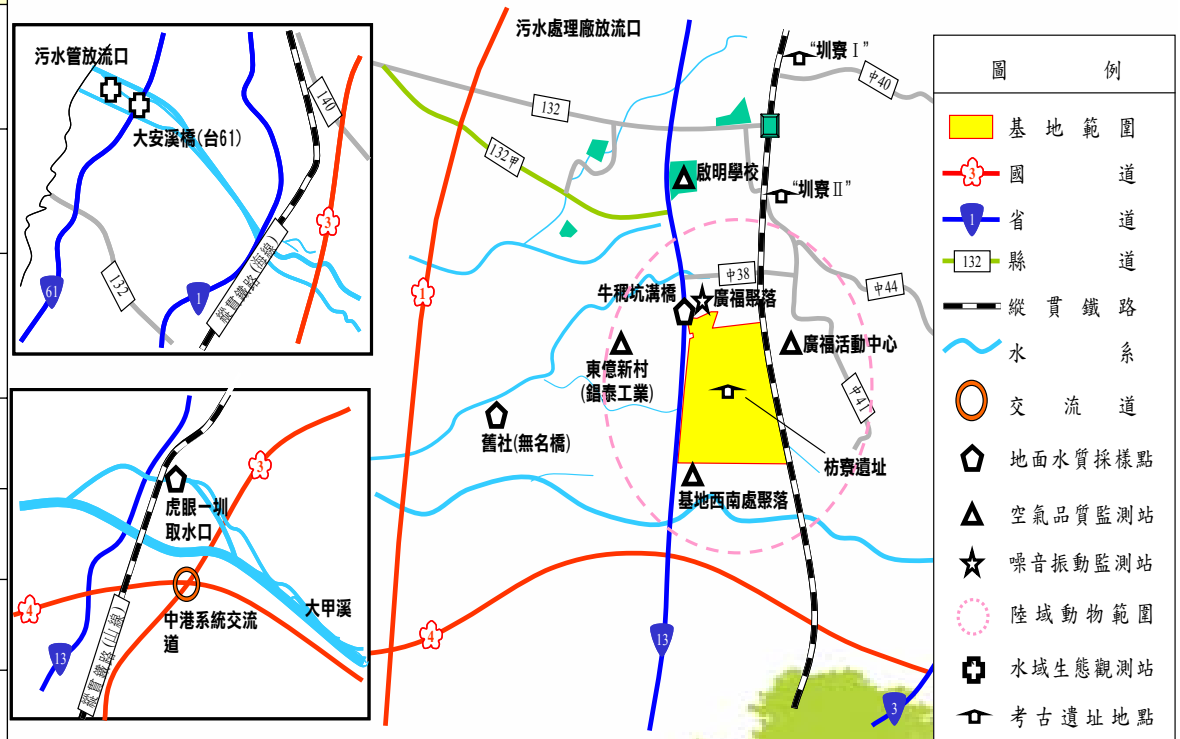 污水管放流口
大安溪橋(台61)
140
3
132
61
1
縱貫鐵路(海線)
虎眼一圳
取水口
3
大甲溪
中港系統交流
道
4
13
縱貫鐵路(山線)
污水處理廠放流口
“圳寮Ⅰ”
中40
132
132甲
啟明學校
“圳寮Ⅱ”
中38
中44
1
牛稠坑溝橋
廣福聚落
廣福活動中心
東億新村
(錩泰工業)
中41
舊社(無名橋)
枋寮遺址
基地西南處聚落
4
13
3
圖例
基地範圍
3
國道
1
省道
132
縣道
縱貫鐵路
水系
交流道
地面水質採樣點
空氣品質監測站
噪音振動監測站
陸域動物範圍
水域生態觀測站
考古遺址地點